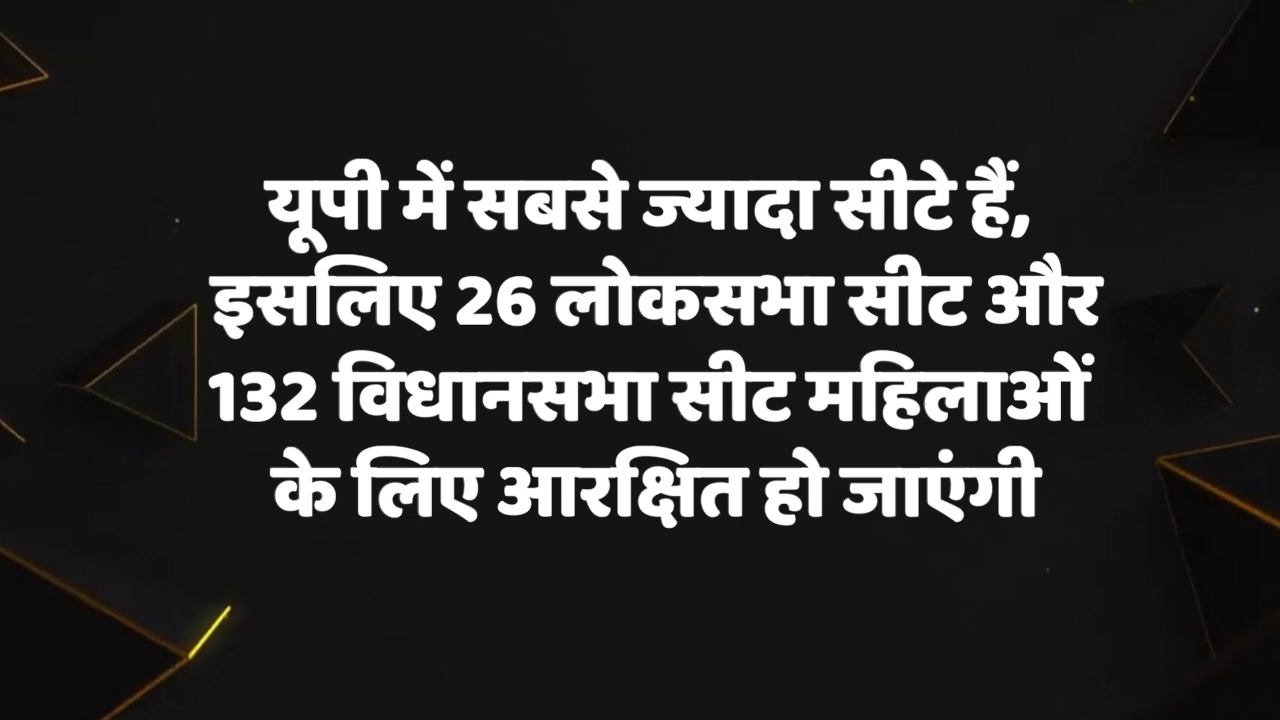 यूपी में सबसे ज्यादा सीटे हैं,
इसलिए 26 लोकसभा सीट और
132 विधानसभा सीट महिलाओं
के लिए आरक्षित हो जाएंगी